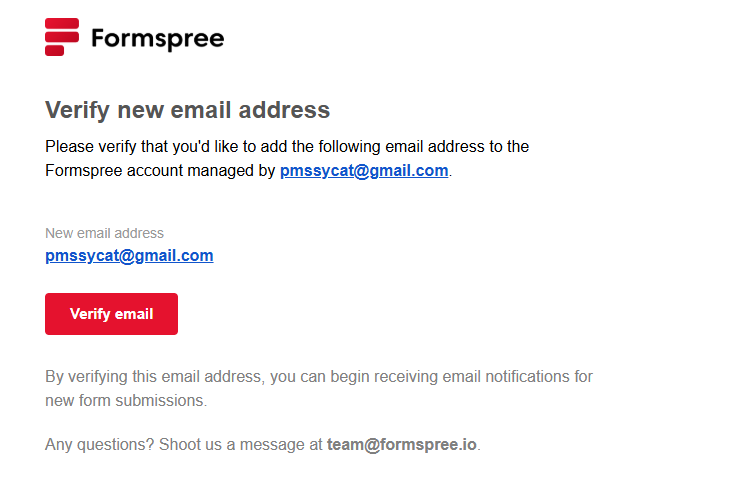 Formspree
Verify new email address
Please verify that you'd like to add the following email address to the
Formspree account managed by pmssycat@gmail.com.
New email address
pmssycat@gmail.com
Verify email
By verifying this email address, you can begin receiving email notifications for
new form submissions.
Any questions? Shoot us a message at team@formspree.io.